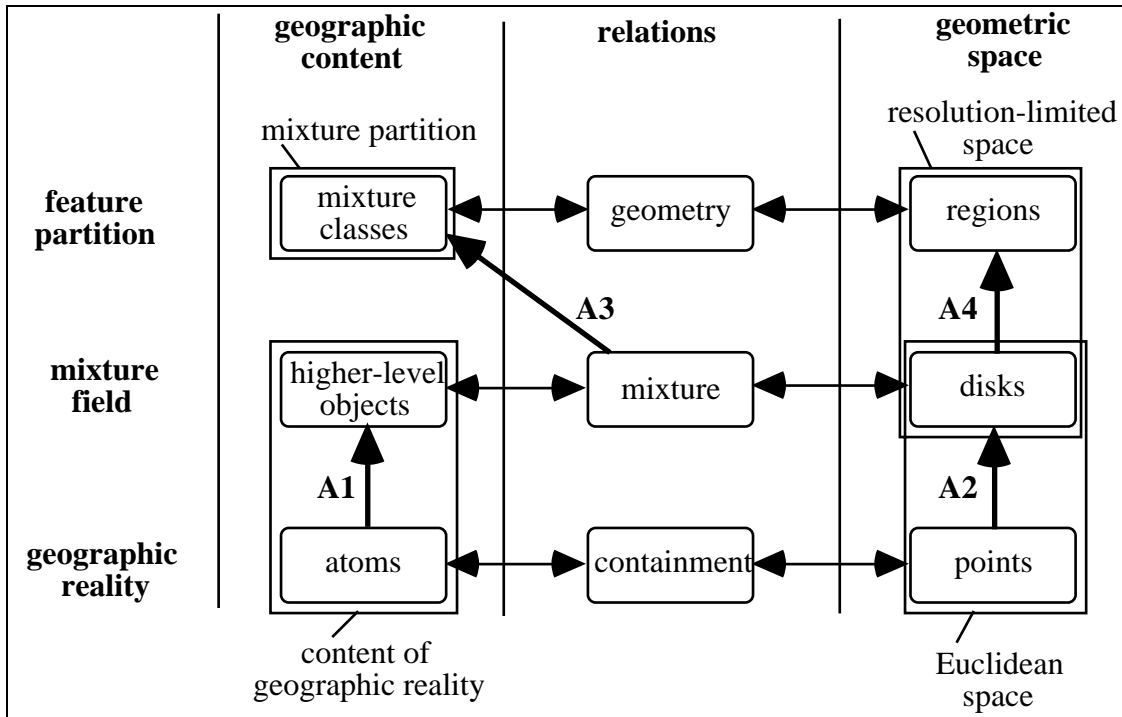 geographic
content
relations
geometric
space
mixture partition
resolution-limited
space
feature
partition
mixture
classes
geometry
regions
A3
A4
mixture
field
higher-level
objects
mixture
disks
A1
A2
geographic
reality
atoms
containment
points
content of
geographic reality
Euclidean
space